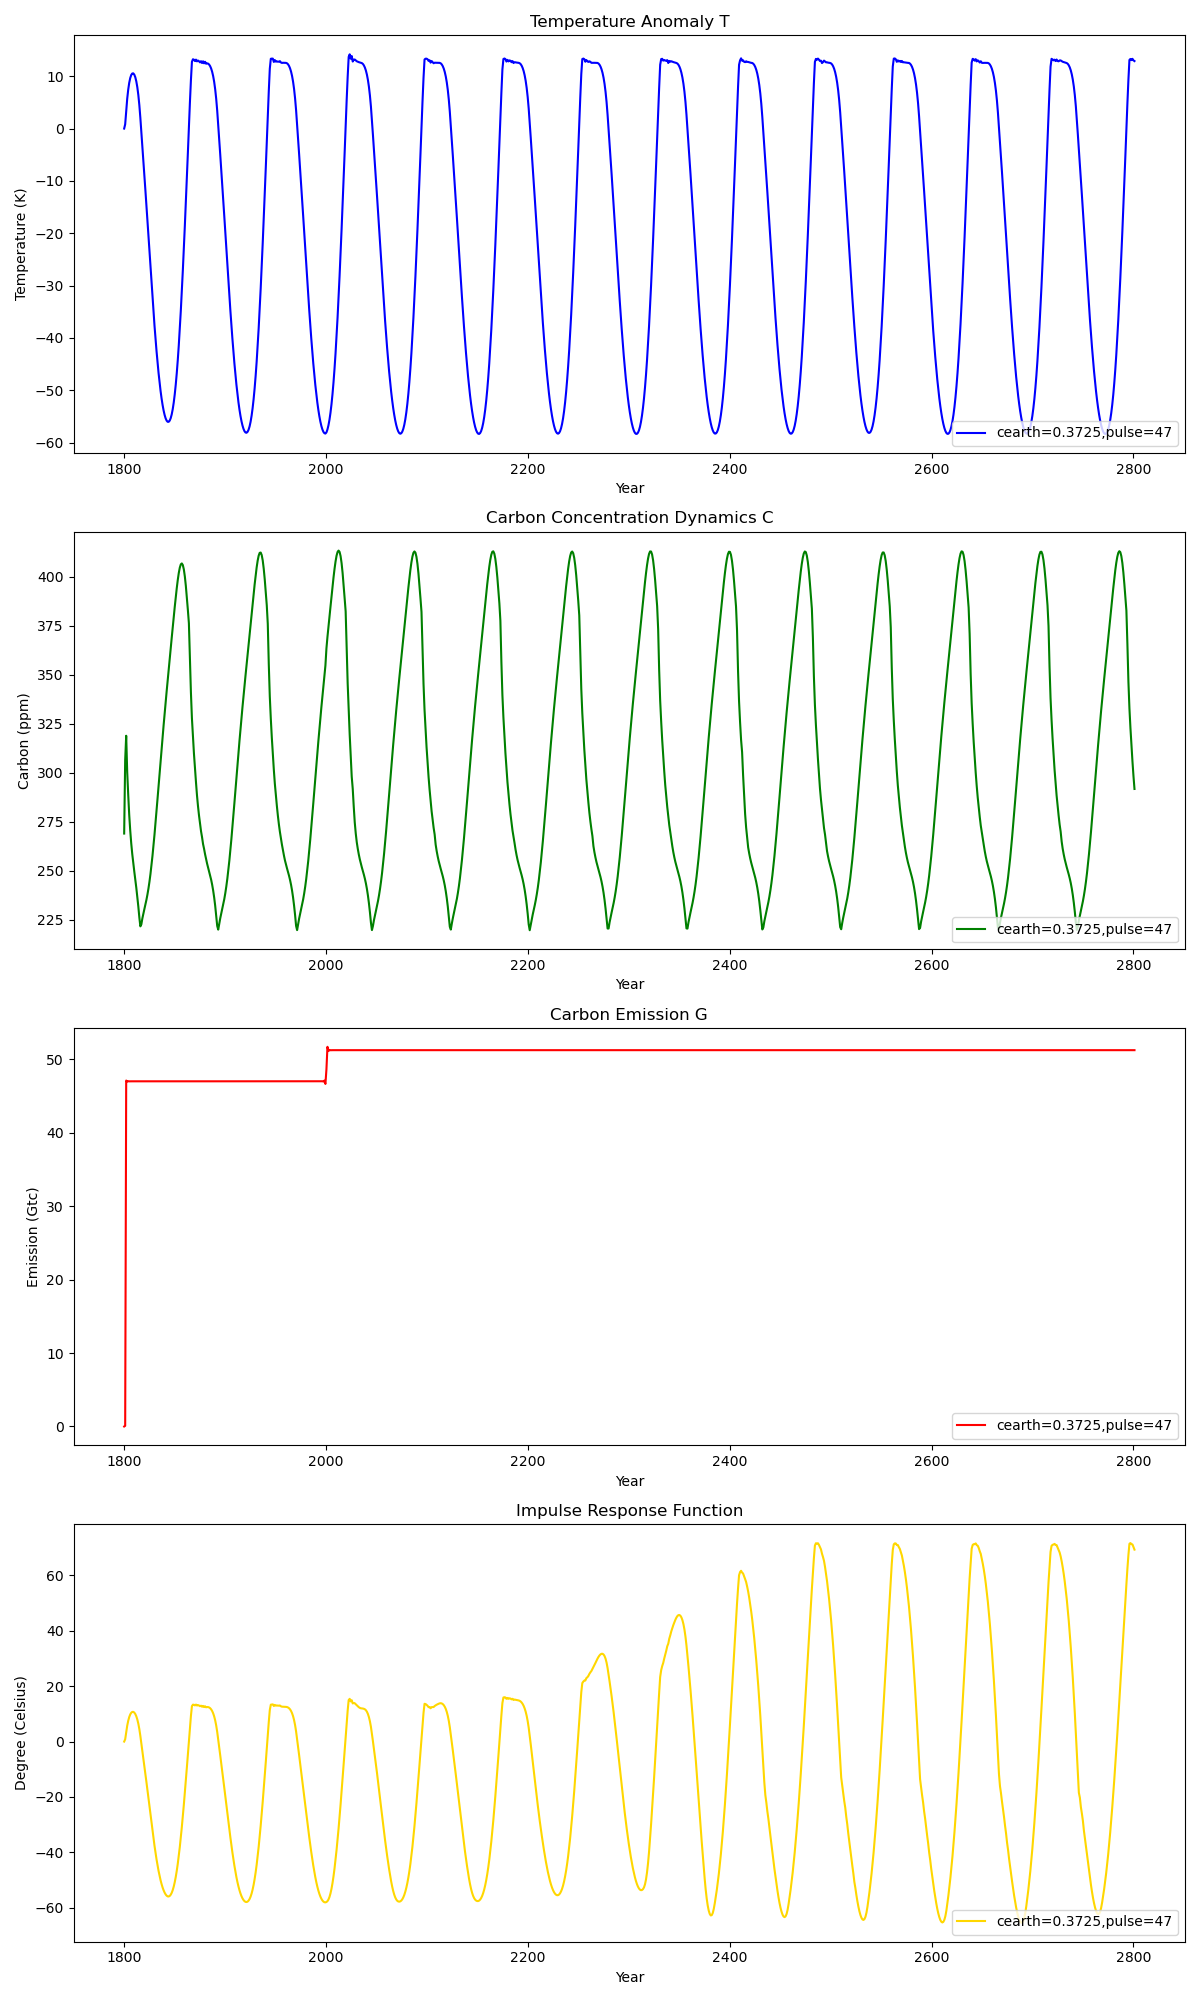 Temperature Anomaly T
10
0
−10
−20
−30
−40
−50
−60
Temperature (K)
cearth=0.3725,pulse=47
1800 2000 2200 2400 2600 2800
Year
Carbon Concentration Dynamics C
400
375
350
325
300
275
250
225
Carbon (ppm)
cearth=0.3725,pulse=47
1800 2000 2200 2400 2600 2800
Year
Carbon Emission G
50
40
30
20
10
0
Emission (Gtc)
cearth=0.3725,pulse=47
1800 2000 2200 2400 2600 2800
Year
Impulse Response Function
60
40
20
0
−20
−40
−60
Degree (Celsius)
cearth=0.3725,pulse=47
1800 2000 2200 2400 2600 2800
Year